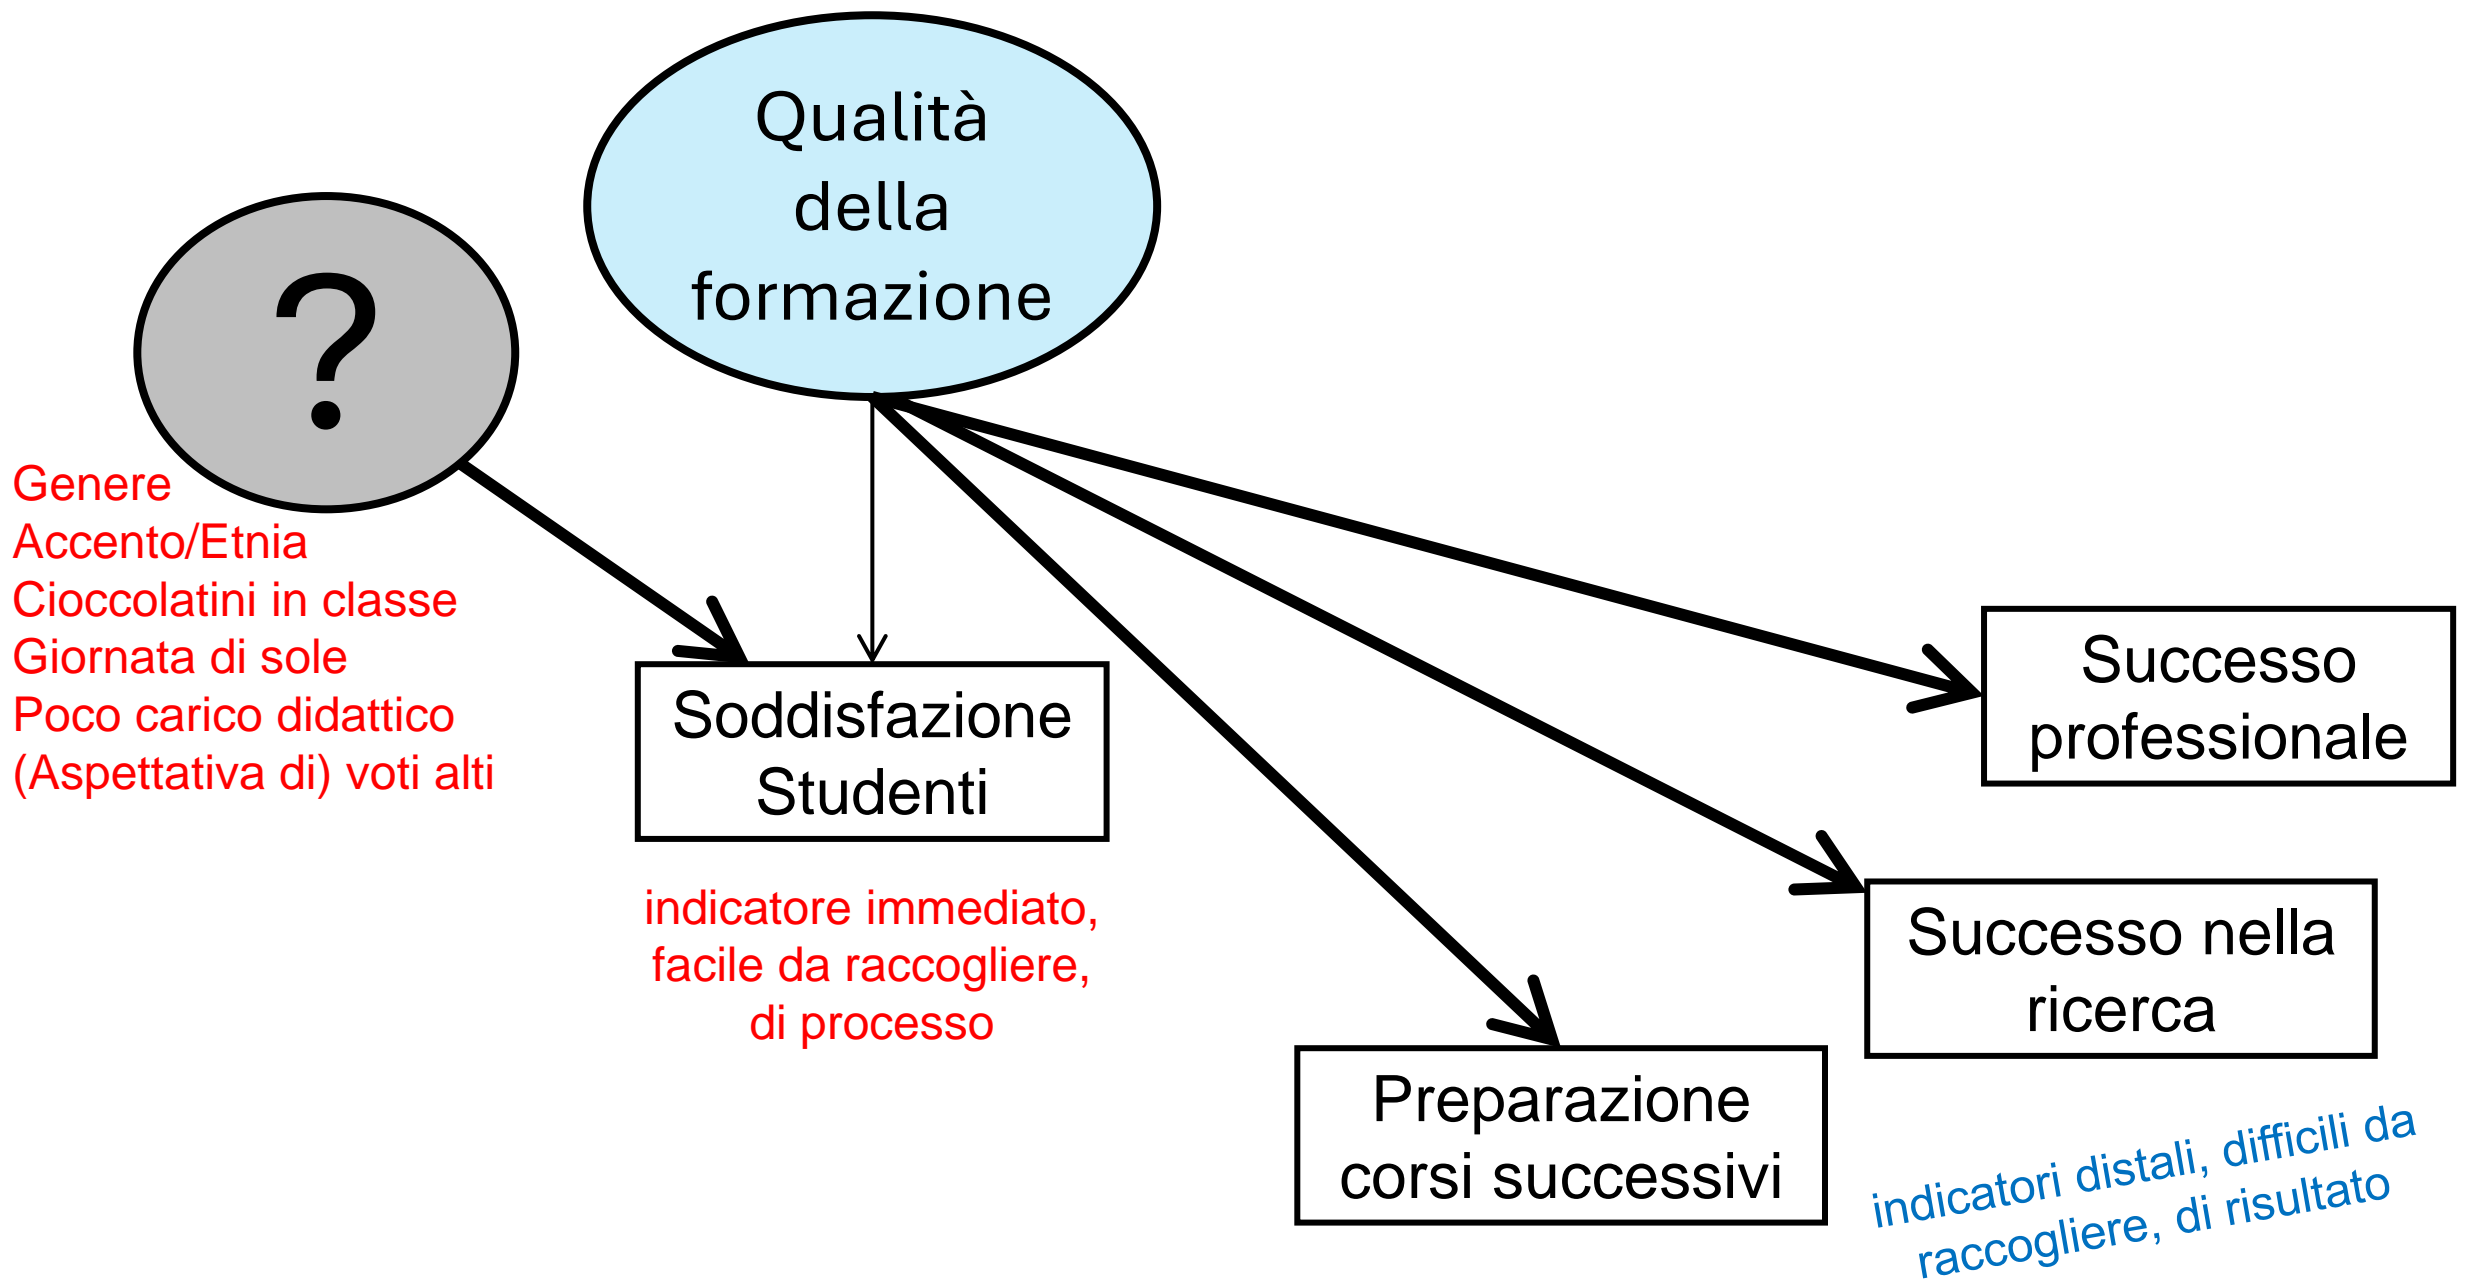 Qualità
della
formazione
?
Genere
Accento/Etnia
Cioccolatini in classe
Giornata di sole
Poco carico didattico
(Aspettativa di) voti alti
Soddisfazione
Studenti
indicatore immediato,
facile da raccogliere,
di processo
Successo
professionale
Successo nella
ricerca
Preparazione
corsi successivi
indicatori distali, difficili da
raccogliere, di risultato